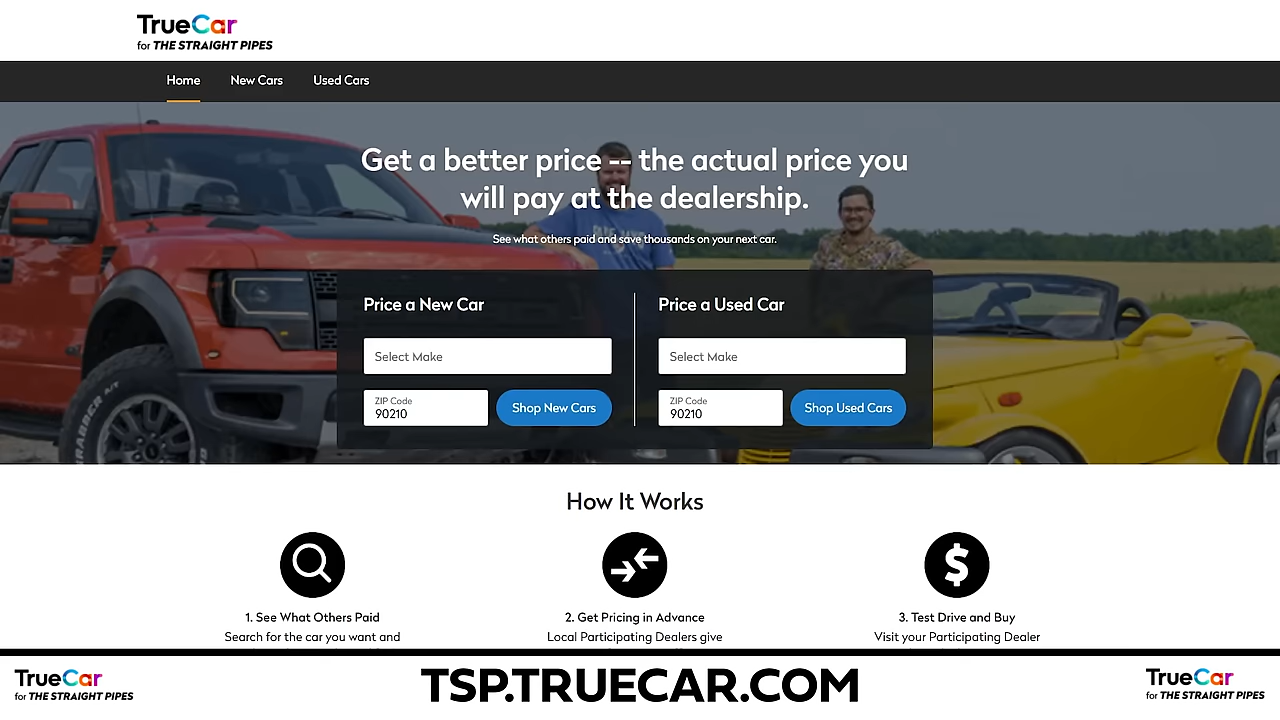 TrueCar
for THE STRAIGHT PIPES
Home
New Cars
Used Cars
Get a better price -- the actual price you
will pay at the dealership.
See what others paid and save thousands on your next car.
Price a New Car
Select Make
ZIP Code
90210
Shop New Cars
Price a Used Car
Select Make
ZIP Code
90210
Shop Used Cars
How It Works
1. See What Others Paid
Search for the car you want and
2. Get Pricing in Advance
Local Participating Dealers give
3. Test Drive and Buy
Visit your Participating Dealer
TrueCar
for THE STRAIGHT PIPES
TSP.TRUECAR.COM
TrueCar
for THE STRAIGHT PIPES